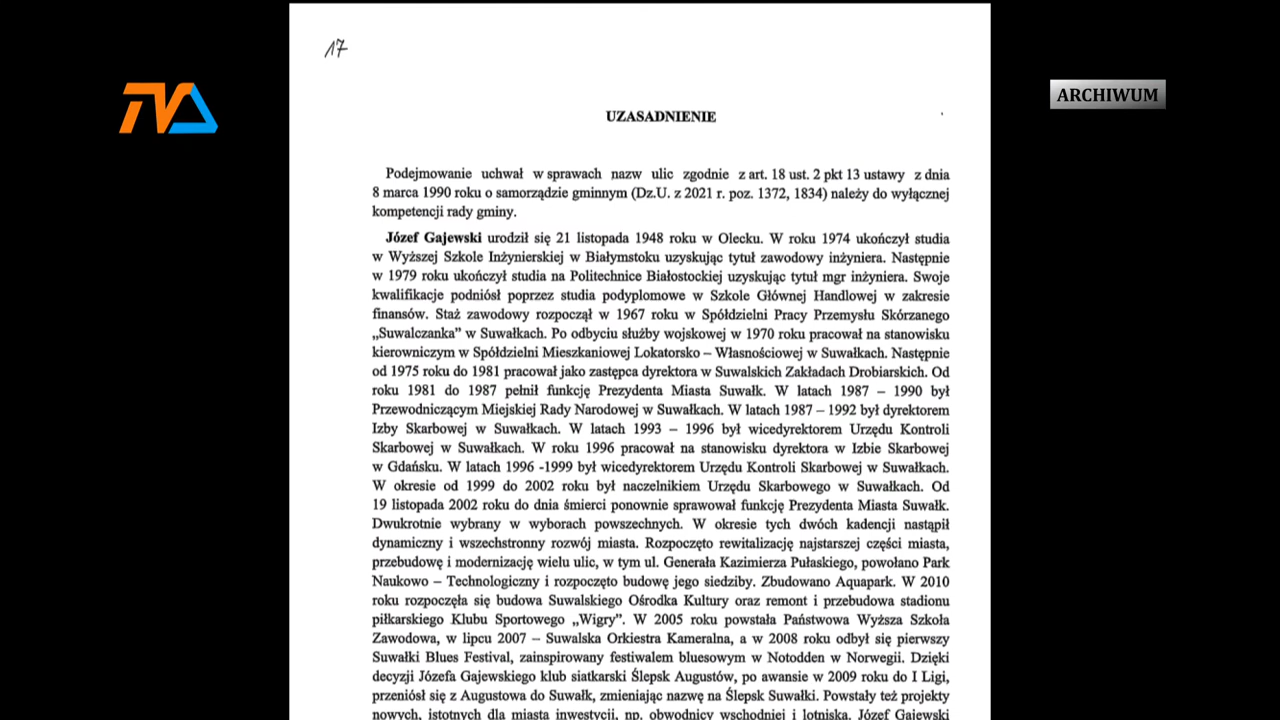 17
TVA
ARCHIWUM
UZASADNIENIE
Podejmowanie uchwał w sprawach nazw ulic zgodnie z art. 18 ust. 2 pkt 13 ustawy z dnia
8 marca 1990 roku o samorządzie gminnym (Dz.U. z 2021 r. poz. 1372, 1834) należy do wyłącznej
kompetencji rady gminy.
Józef Gajewski urodził się 21 listopada 1948 roku w Olecku. W roku 1974 ukończył studia
w Wyższej Szkole Inżynierskiej w Białymstoku uzyskując tytuł zawodowy inżyniera. Następnie
w 1979 roku ukończył studia na Politechnice Białostockiej uzyskując tytuł mgr inżyniera. Swoje
kwalifikacje podniósł poprzez studia podyplomowe w Szkole Głównej Handlowej w zakresie
finansów. Staż zawodowy rozpoczął w 1967 roku w Spółdzielni Pracy Przemysłu Skórzanego
„Suwalczanka” w Suwałkach. Po odbyciu służby wojskowej w 1970 roku pracował na stanowisku
kierowniczym w Spółdzielni Mieszkaniowej Lokatorsko – Własnościowej w Suwałkach. Następnie
od 1975 roku do 1981 pracował jako zastępca dyrektora w Suwalskich Zakładach Drobiarskich. Od
roku 1981 do 1987 pełnił funkcję Prezydenta Miasta Suwałk. W latach 1987 – 1990 był
Przewodniczącym Miejskiej Rady Narodowej w Suwałkach. W latach 1987 – 1992 był dyrektorem
Izby Skarbowej w Suwałkach. W latach 1993 – 1996 był wicedyrektorem Urzędu Kontroli
Skarbowej w Suwałkach. W roku 1996 pracował na stanowisku dyrektora w Izbie Skarbowej
w Gdańsku. W latach 1996 -1999 był wicedyrektorem Urzędu Kontroli Skarbowej w Suwałkach.
W okresie od 1999 do 2002 roku był naczelnikiem Urzędu Skarbowego w Suwałkach. Od
19 listopada 2002 roku do dnia śmierci ponownie sprawował funkcję Prezydenta Miasta Suwałk.
Dwukrotnie wybrany w wyborach powszechnych. W okresie tych dwóch kadencji nastąpił
dynamiczny i wszechstronny rozwój miasta. Rozpoczęto rewitalizację najstarszej części miasta,
przebudowę i modernizację wielu ulic, w tym ul. Generała Kazimierza Pułaskiego, powołano Park
Naukowo – Technologiczny i rozpoczęto budowę jego siedziby. Zbudowano Aquapark. W 2010
roku rozpoczęła się budowa Suwalskiego Ośrodka Kultury oraz remont i przebudowa stadionu
piłkarskiego Klubu Sportowego „Wigry”. W 2005 roku powstała Państwowa Wyższa Szkoła
Zawodowa, w lipcu 2007 – Suwalska Orkiestra Kameralna, a w 2008 roku odbył się pierwszy
Suwałki Blues Festival, zainspirowany festiwalem bluesowym w Notodden w Norwegii. Dzięki
decyzji Józefa Gajewskiego klub siatkarski Ślepsk Augustów, po awansie w 2009 roku do I Ligi,
przeniósł się z Augustowa do Suwałk, zmieniając nazwę na Ślepsk Suwałki. Powstały też projekty
nowych, istotnych dla miasta inwestycji, np. obwodnicy wschodniej i lotniska. Józef Gajewski